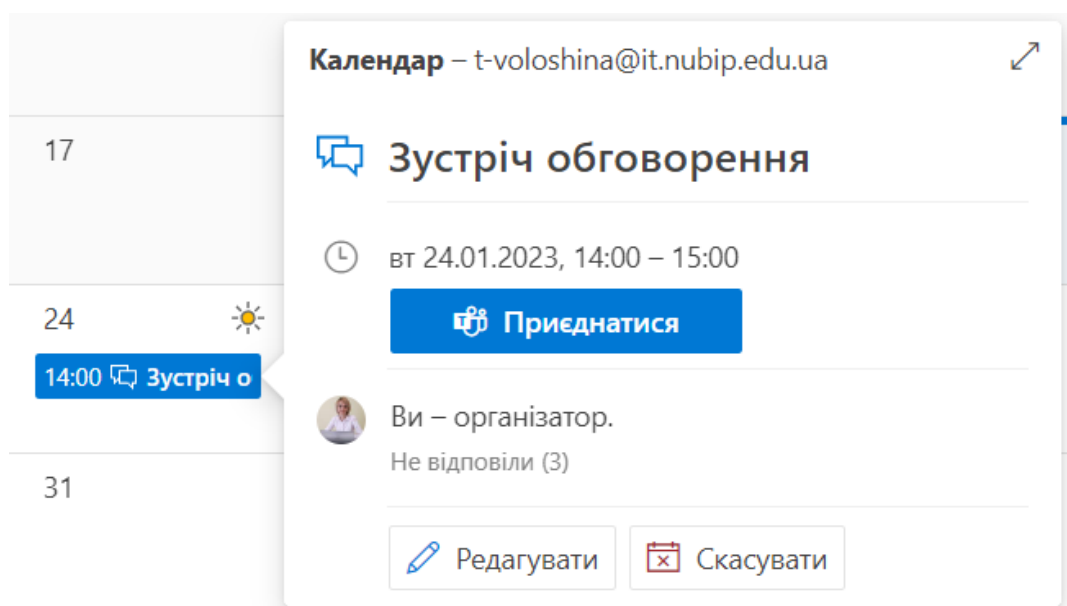 Календар – t-voloshina@it.nubip.edu.ua
17
Зустріч обговорення
вт 24.01.2023, 14:00 – 15:00
24
Приєднатися
14:00 Зустріч о
Ви – організатор.
Не відповіли (3)
31
Редагувати Скасувати